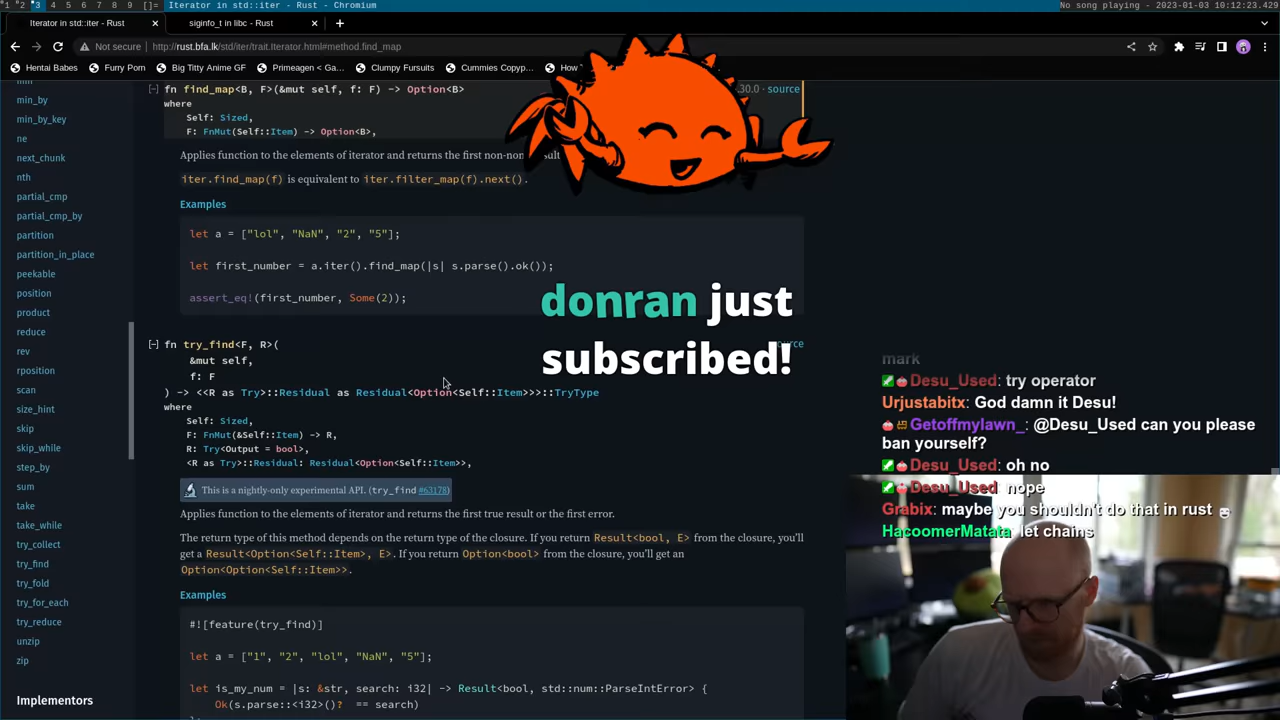 1 2 3 4 5 6 7 8 9 []= Iterator in std::iter - Rust - Chromium No song playing - 2023-01-03 10:12:23.429
Iterator in std::iter - Rust siginfo_t in libc - Rust
Not secure http://rust.bfa.lk/std/iter/trait.Iterator.html#method.find_map
Hentai Babes Furry Porn Big Titty Anime GF Primeagen < Ga… Clumpy Fursuits Cummies Copyp…
min
min_by
min_by_key
ne
next_chunk
nth
partial_cmp
partial_cmp_by
partition
partition_in_place
peekable
position
product
reduce
rev
rposition
scan
size_hint
skip
skip_while
step_by
sum
take
take_while
try_collect
try_find
try_fold
try_for_each
try_reduce
unzip
zip
Implementors
[-] fn find_map<B, F>(&mut self, f: F) -> Option<B>
.30.0 · source
where
Self: Sized,
F: FnMut(Self::Item) -> Option<B>,
Applies function to the elements of iterator and returns the first non-non
iter.find_map(f) is equivalent to iter.filter_map(f).next().
Examples
let a = ["lol", "NaN", "2", "5"];
let first_number = a.iter().find_map(|s| s.parse().ok());
assert_eq!(first_number, Some(2));
donran just
subscribed!
[-] fn try_find<F, R>(
&mut self,
f: F
) -> <<R as Try>::Residual as Residual<Option<Self::Item>>>::TryType
where
Self: Sized,
F: FnMut(&Self::Item) -> R,
R: Try<Output = bool>,
<R as Try>::Residual: Residual<Option<Self::Item>>,
This is a nightly-only experimental API. (try_find #63178)
Applies function to the elements of iterator and returns the first true result or the first error.
The return type of this method depends on the return type of the closure. If you return Result<bool, E> from the closure, you'll
get a Result<Option<Self::Item>, E>. If you return Option<bool> from the closure, you'll get an
Option<Option<Self::Item>>.
Examples
#![feature(try_find)]
let a = ["1", "2", "lol", "NaN", "5"];
let is_my_num = |s: &str, search: i32| -> Result<bool, std::num::ParseIntError> {
Ok(s.parse::<i32>()? == search)
mark
Desu_Used: try operator
Urjustabitx: God damn it Desu!
Getoffmylawn_: @Desu_Used can you please
ban yourself?
Desu_Used: oh no
Desu_Used: nope
Grabix: maybe you shouldn't do that in rust
HacoomerMatata: let chains